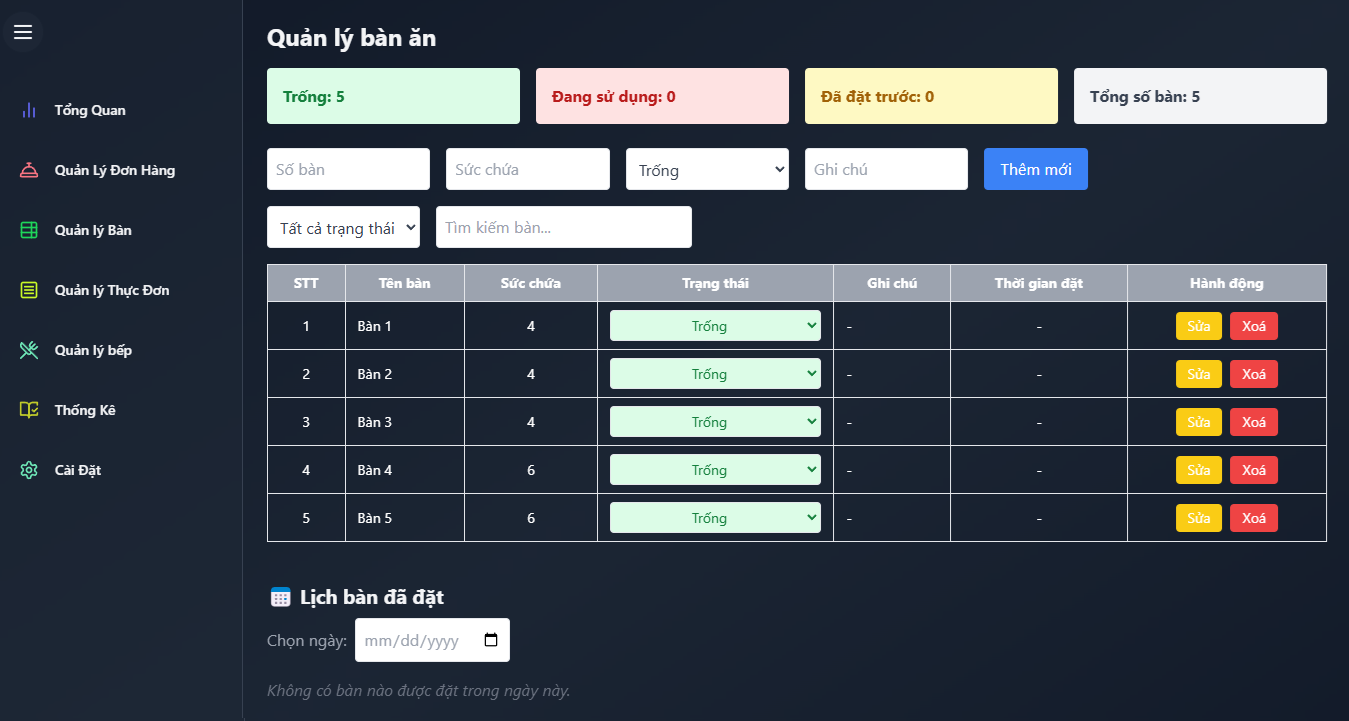 Tổng Quan
Quản Lý Đơn Hàng
Quản lý Bàn
Quản lý Thực Đơn
Quản lý bếp
Thống Kê
Cài Đặt
Quản lý bàn ăn
Trống: 5 Đang sử dụng: 0 Đã đặt trước: 0 Tổng số bàn: 5
Số bàn Sức chứa Trống Ghi chú Thêm mới
Tất cả trạng thái Tìm kiếm bàn...
STT Tên bàn Sức chứa Trạng thái Ghi chú Thời gian đặt Hành động
1 Bàn 1 4 Trống - - Sửa Xoá
2 Bàn 2 4 Trống - - Sửa Xoá
3 Bàn 3 4 Trống - - Sửa Xoá
4 Bàn 4 6 Trống - - Sửa Xoá
5 Bàn 5 6 Trống - - Sửa Xoá
Lịch bàn đã đặt
Chọn ngày: mm/dd/yyyy
Không có bàn nào được đặt trong ngày này.